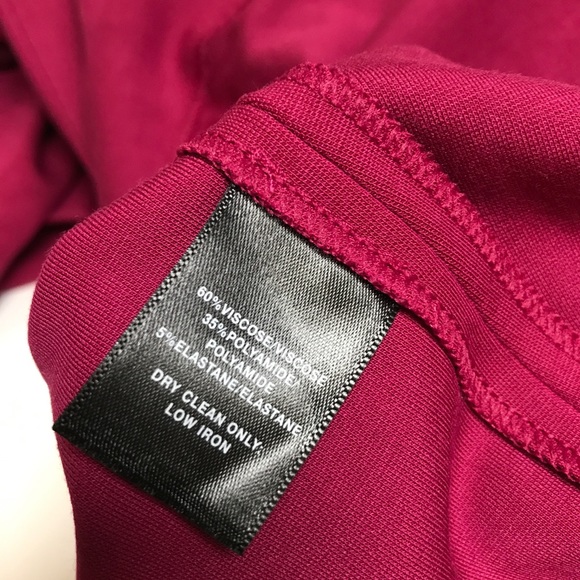 60%VISCOSE/VISCOSE
35%POLYAMIDE/
POLYAMIDE
5%ELASTANE/ELASTANE
DRY CLEAN ONLY
LOW IRON